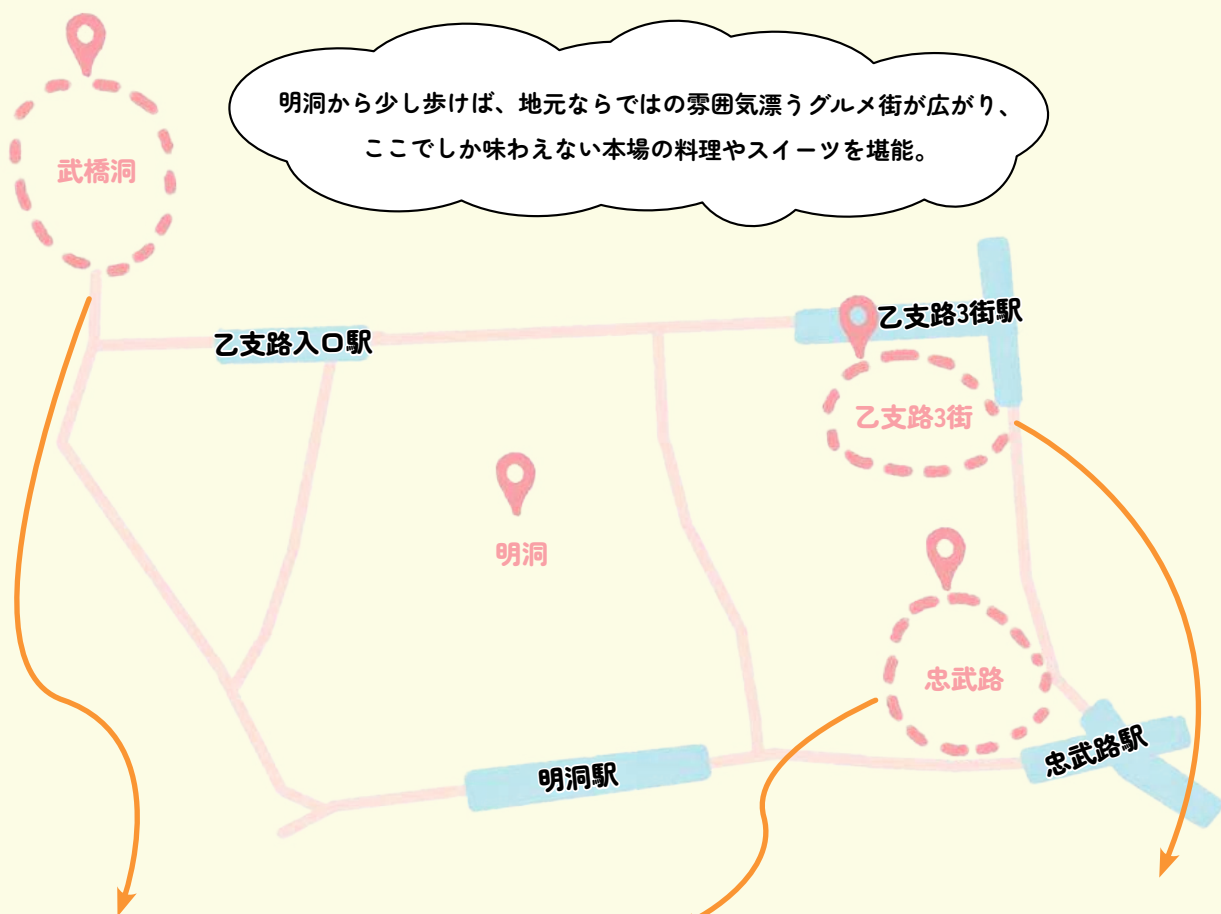 明洞から少し歩けば、地元ならではの雰囲気漂うグルメ街が広がり、
ここでしか味わえない本場の料理やスイーツを堪能。
武橋洞
乙支路入口駅
乙支路3街駅
乙支路3街
明洞
忠武路
明洞駅
忠武路駅